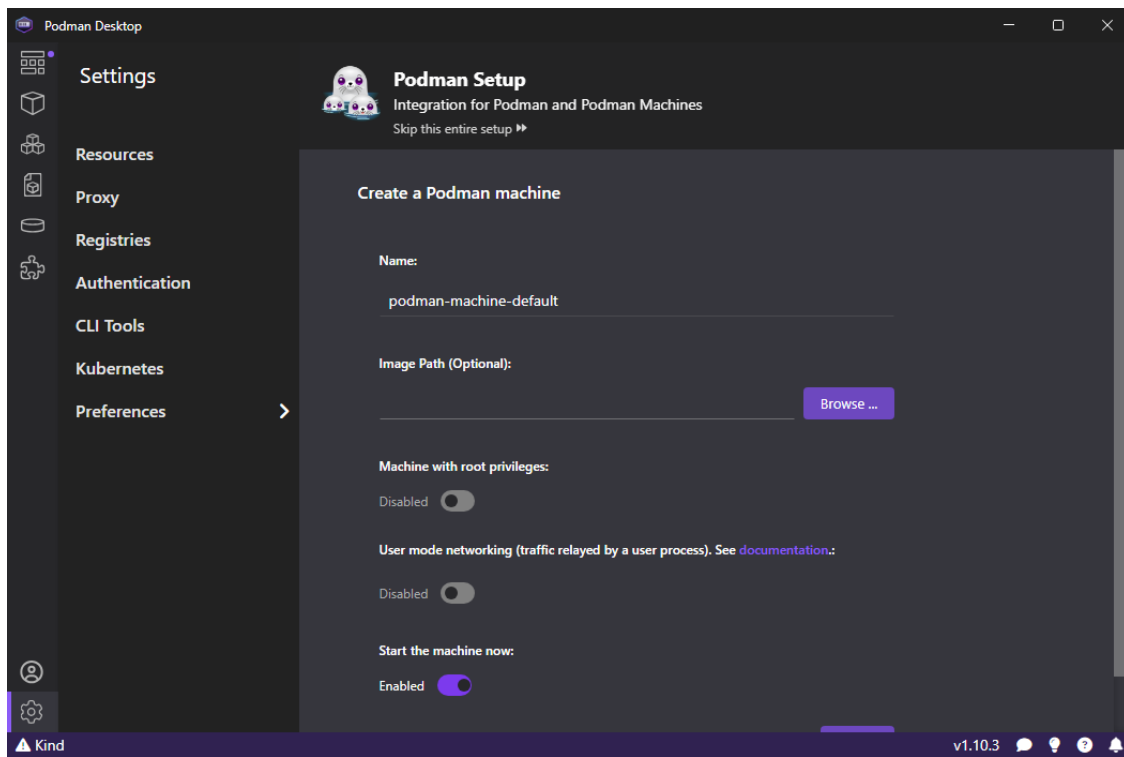 Podman Desktop
Settings
Resources
Proxy
Registries
Authentication
CLI Tools
Kubernetes
Preferences
Podman Setup
Integration for Podman and Podman Machines
Skip this entire setup
Create a Podman machine
Name:
podman-machine-default
Image Path (Optional):
Browse ...
Machine with root privileges:
Disabled
User mode networking (traffic relayed by a user process). See documentation.:
Disabled
Start the machine now:
Enabled
Kind
v1.10.3